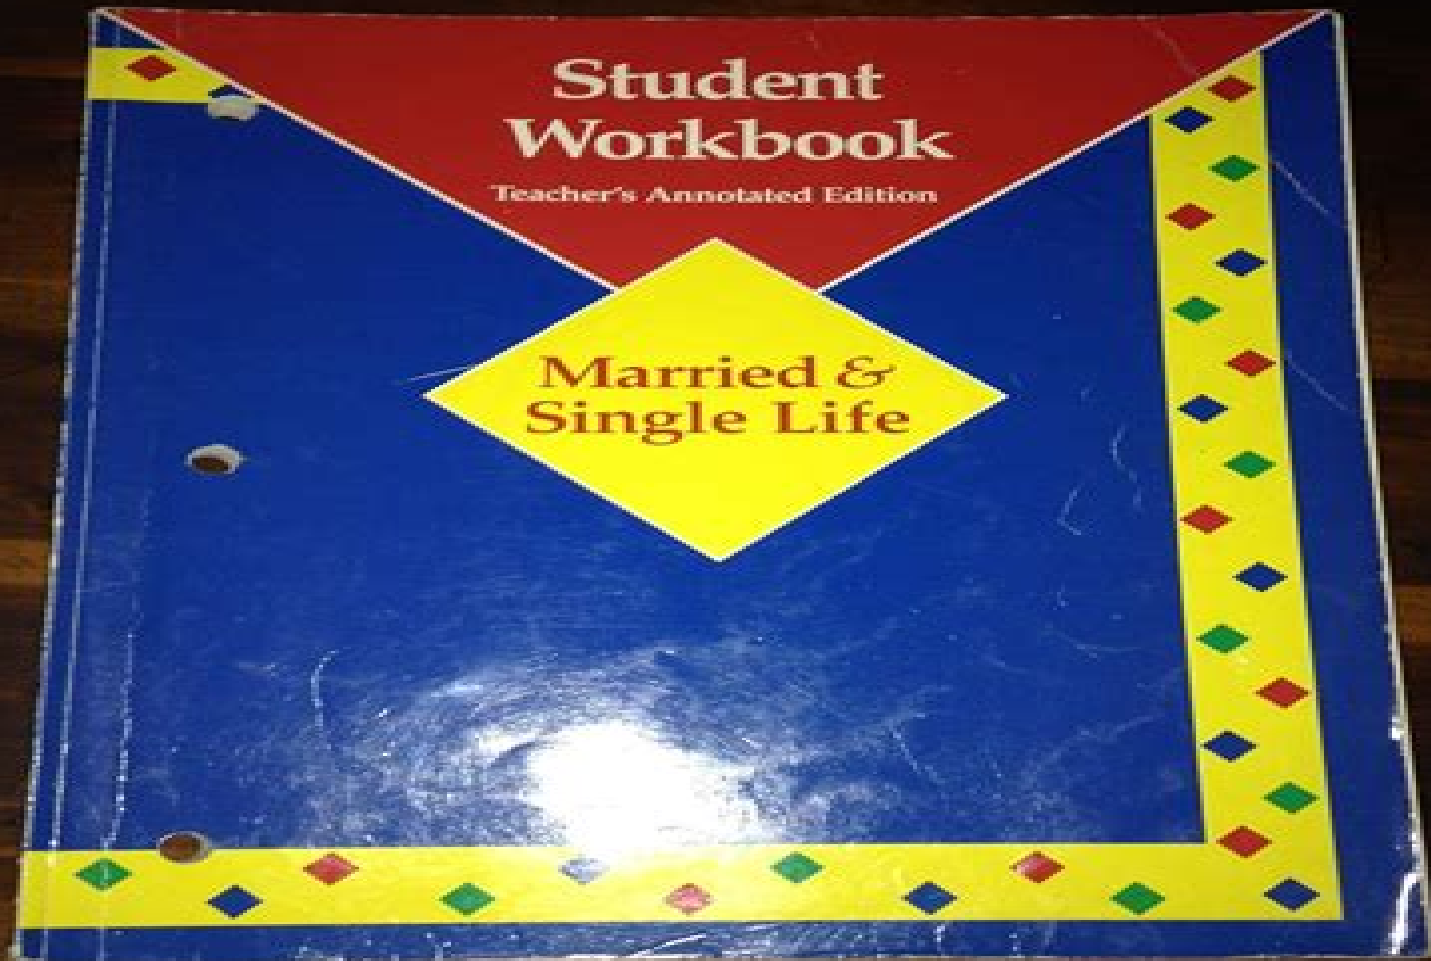 Student
Workbook
Teacher's Annotated Edition
Married &
Single Life